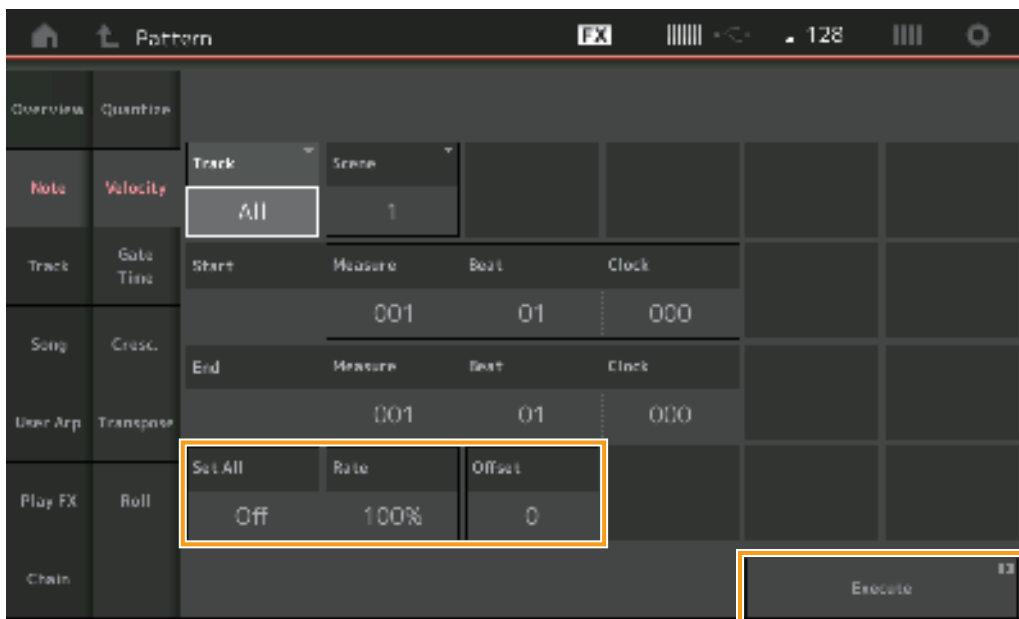 Pattern FX 128
Overview Quantize
Track Scene
Note Velocity
All 1
Track Gate Time Start Measure Beat Clock
001 01 000
Song Cresc.
End Measure Beat Clock
User Arp Transpose 001 01 000
Set All Rate Offset
Play FX Roll
Off 100% 0
Chain Execute